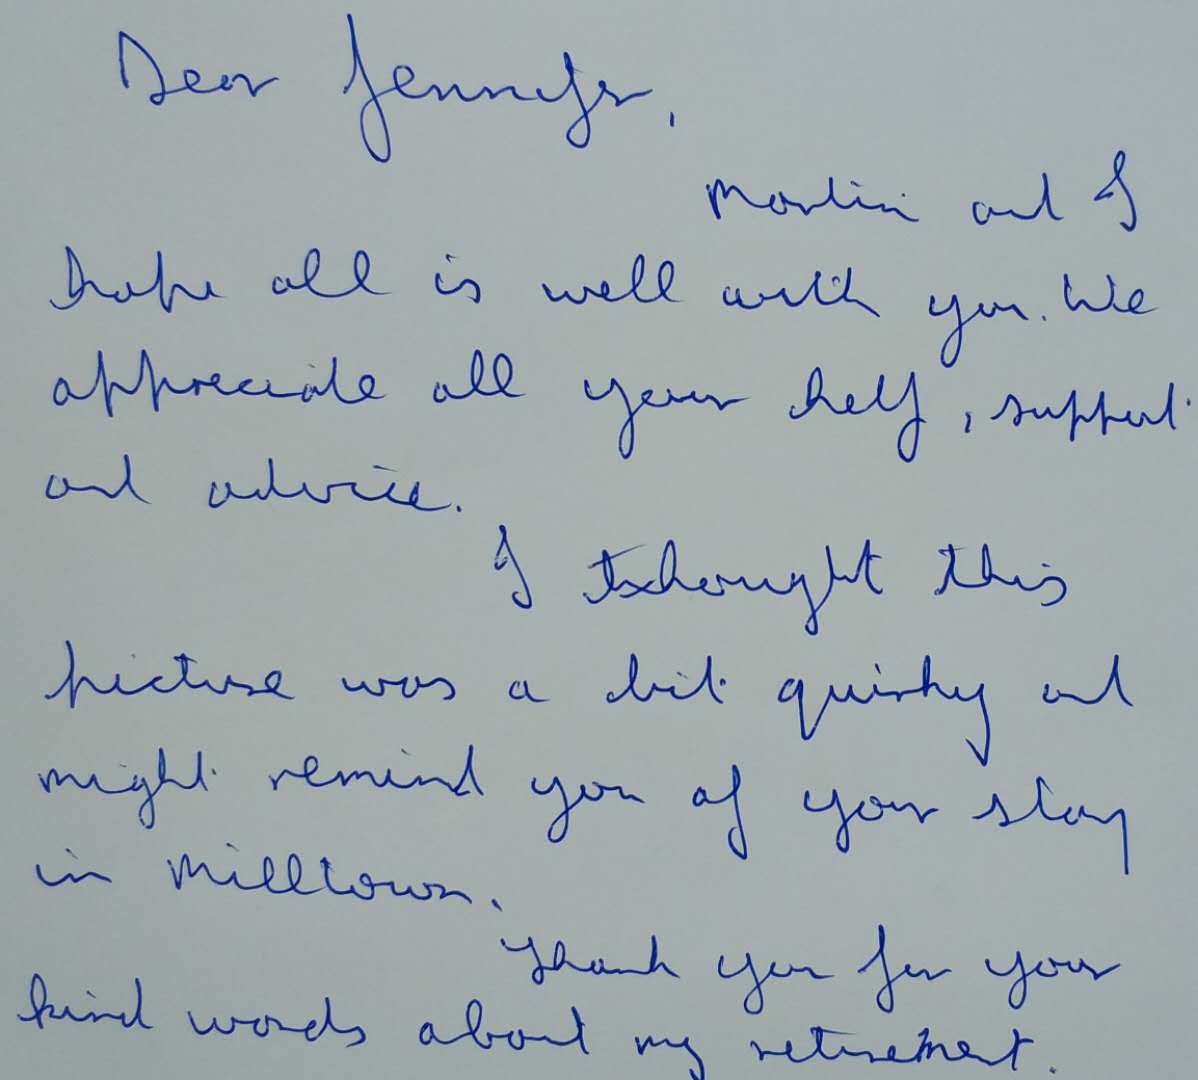 Dear Jennifer,
Martin and I
hope all is well with you. We
appreciate all your help, support
and advice.
I thought this
picture was a bit quirky and
might remind you of your stay
in Milltown.
Thank you for your
kind words about my retirement.